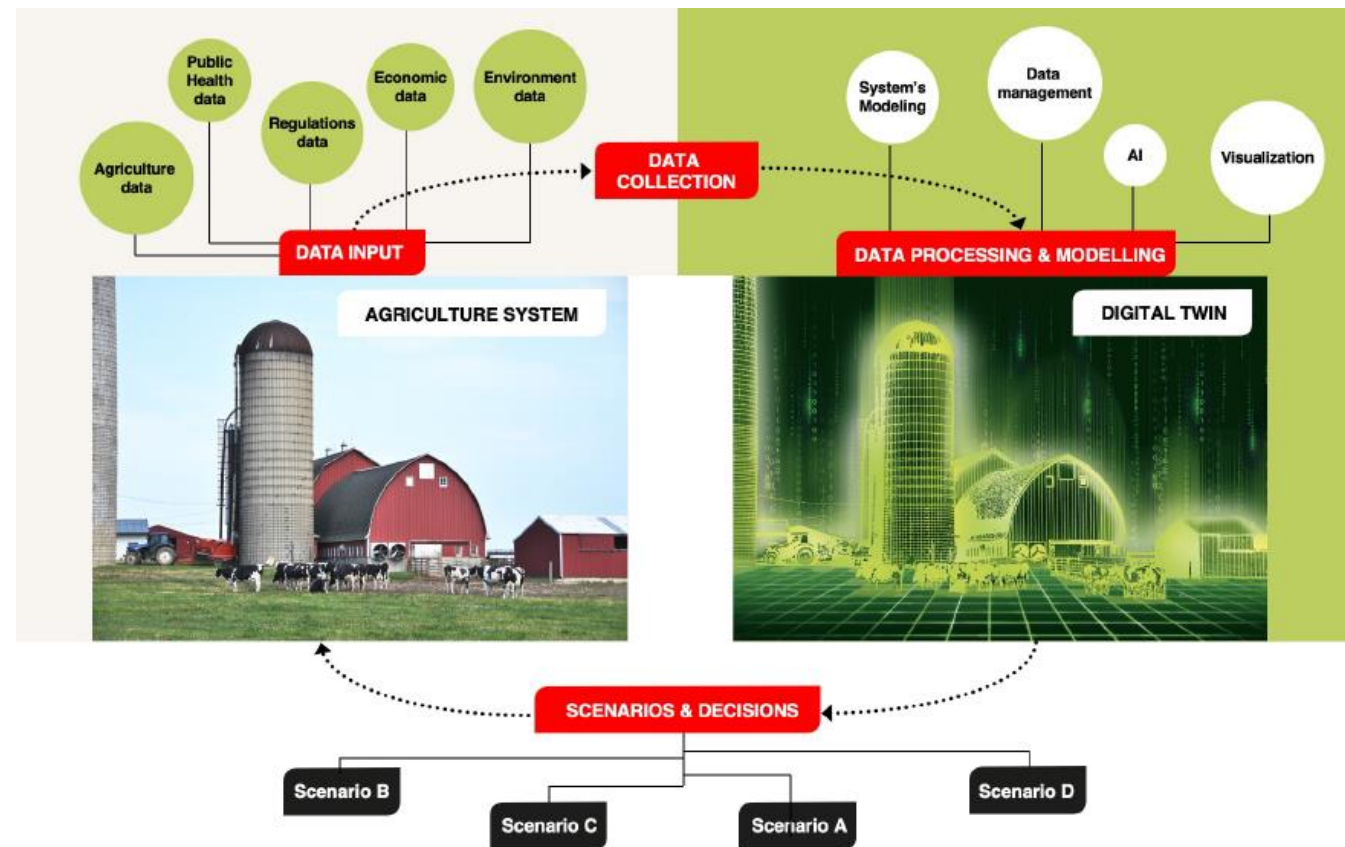 Public
Health
data
Economic
data
Environment
data
Regulations
data
Agriculture
data
System's
Modeling
Data
management
AI
Visualization
DATA
COLLECTION
DATA INPUT
DATA PROCESSING & MODELLING
AGRICULTURE SYSTEM
DIGITAL TWIN
SCENARIOS & DECISIONS
Scenario B
Scenario C
Scenario A
Scenario D